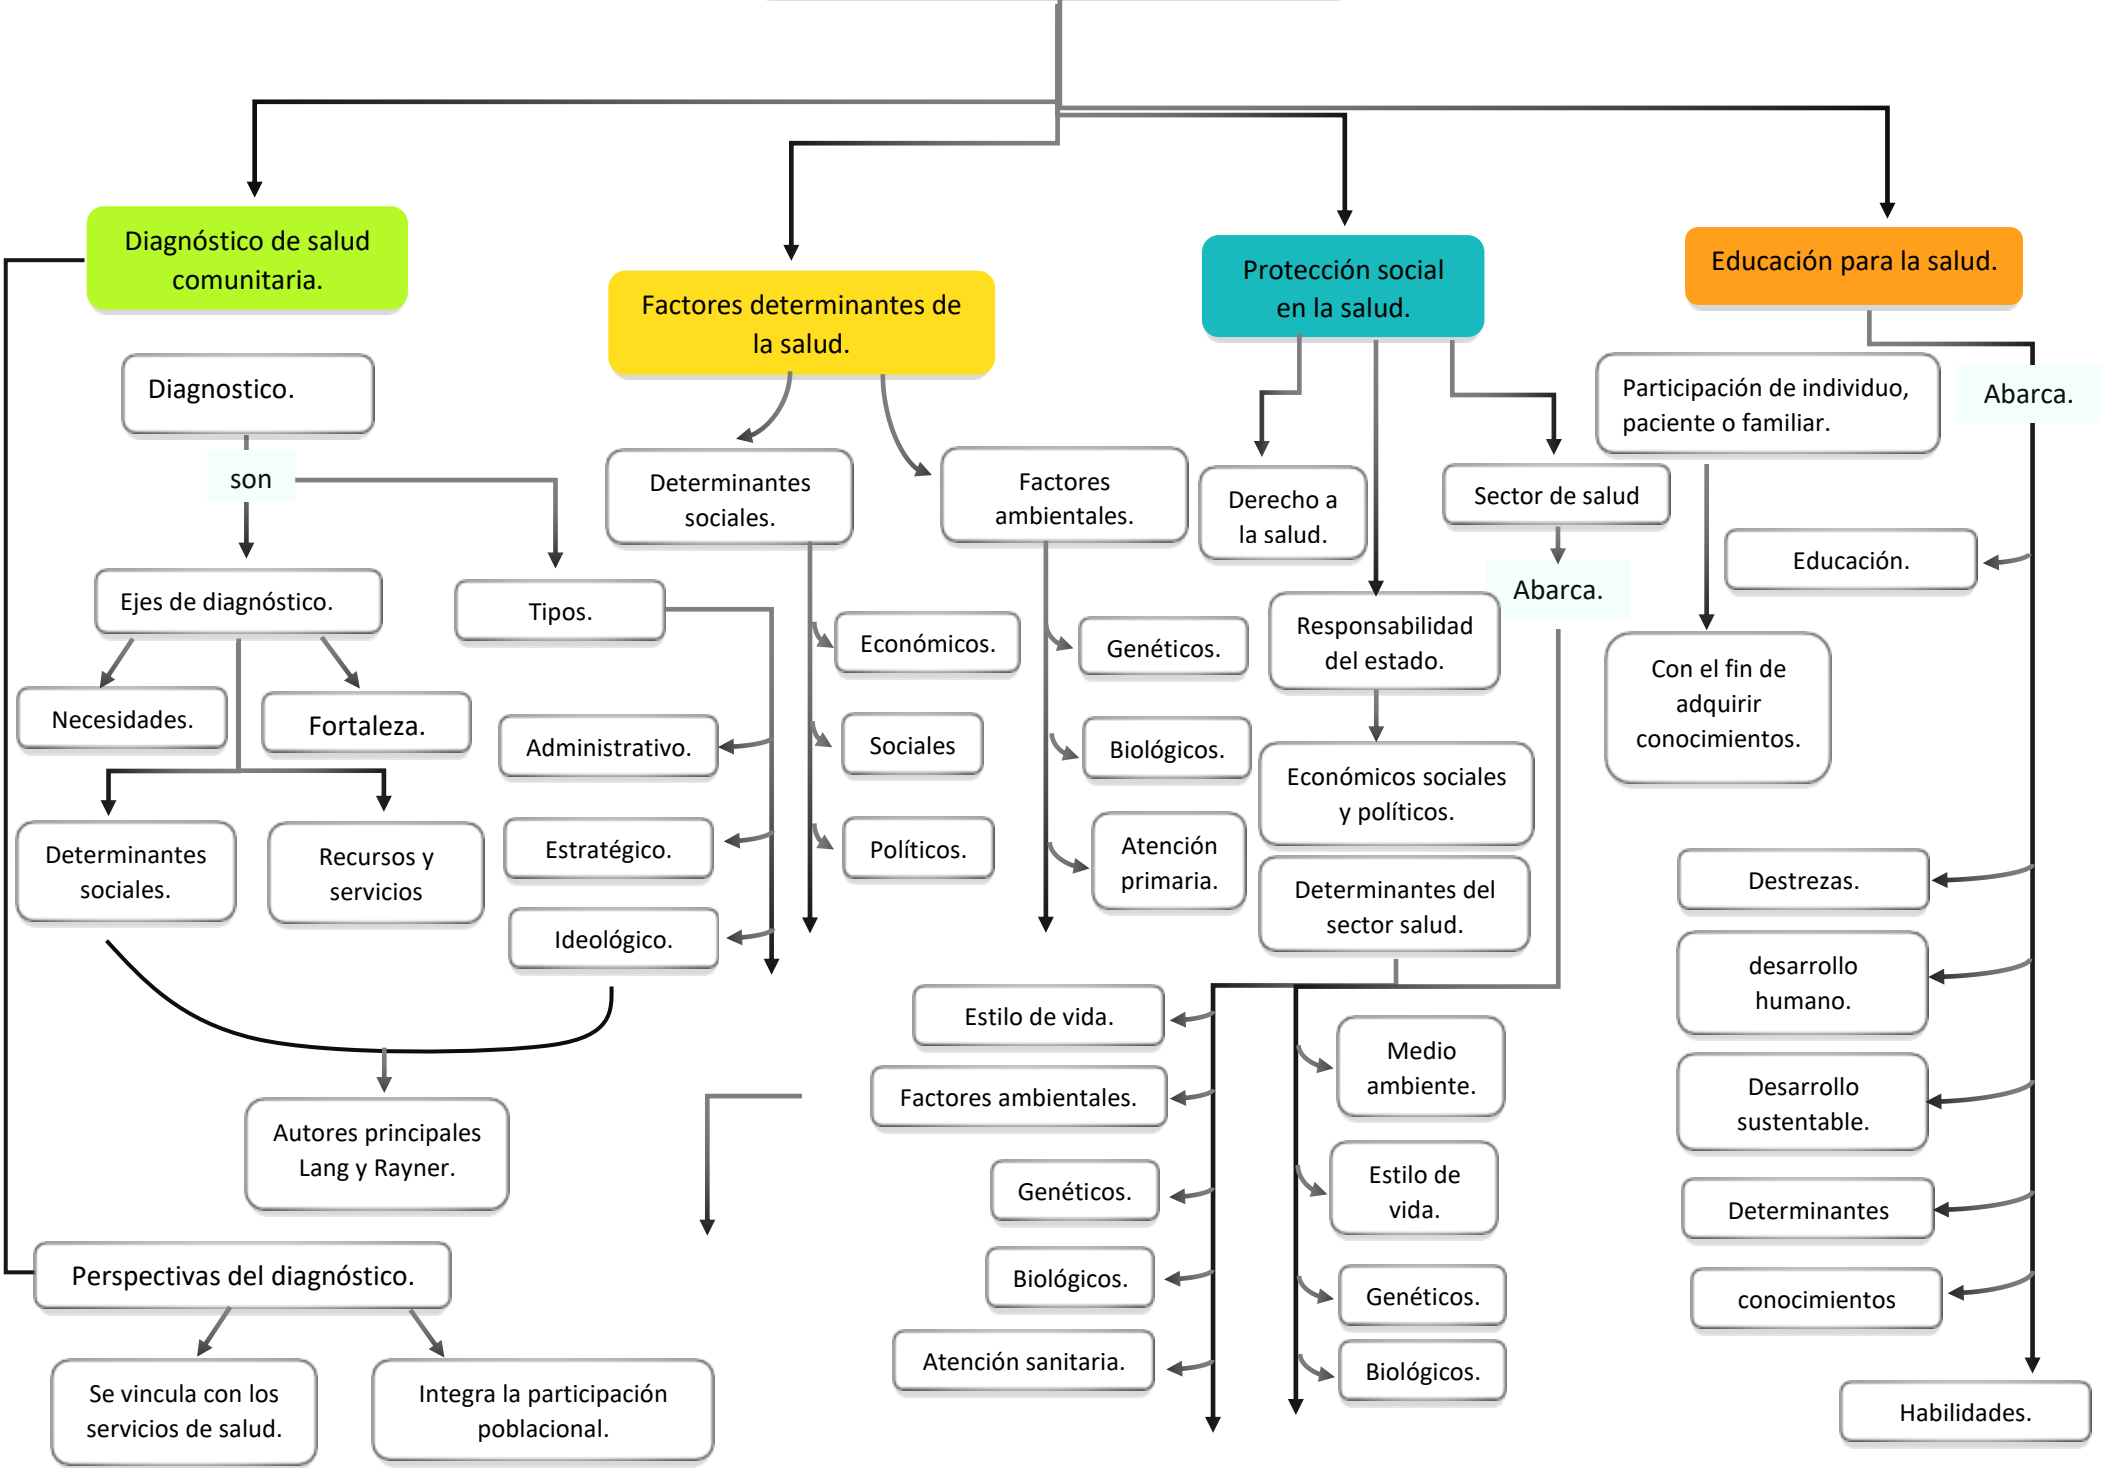 Diagnóstico de salud
comunitaria.
Diagnostico.
son
Ejes de diagnóstico.
Tipos.
Necesidades.
Fortaleza.
Determinantes
sociales.
Recursos y
servicios
Administrativo.
Estratégico.
Ideológico.
Autores principales
Lang y Rayner.
Perspectivas del diagnóstico.
Se vincula con los
servicios de salud.
Integra la participación
poblacional.
Factores determinantes de
la salud.
Determinantes
sociales.
Económicos.
Sociales
Políticos.
Factores
ambientales.
Genéticos.
Biológicos.
Atención
primaria.
Protección social
en la salud.
Derecho a
la salud.
Responsabilidad
del estado.
Económicos sociales
y políticos.
Determinantes del
sector salud.
Estilo de vida.
Factores ambientales.
Genéticos.
Biológicos.
Atención sanitaria.
Sector de salud
Abarca.
Medio
ambiente.
Estilo de
vida.
Genéticos.
Biológicos.
Educación para la salud.
Participación de individuo,
paciente o familiar.
Con el fin de
adquirir
conocimientos.
Abarca.
Educación.
Destrezas.
desarrollo
humano.
Desarrollo
sustentable.
Determinantes
conocimientos
Habilidades.